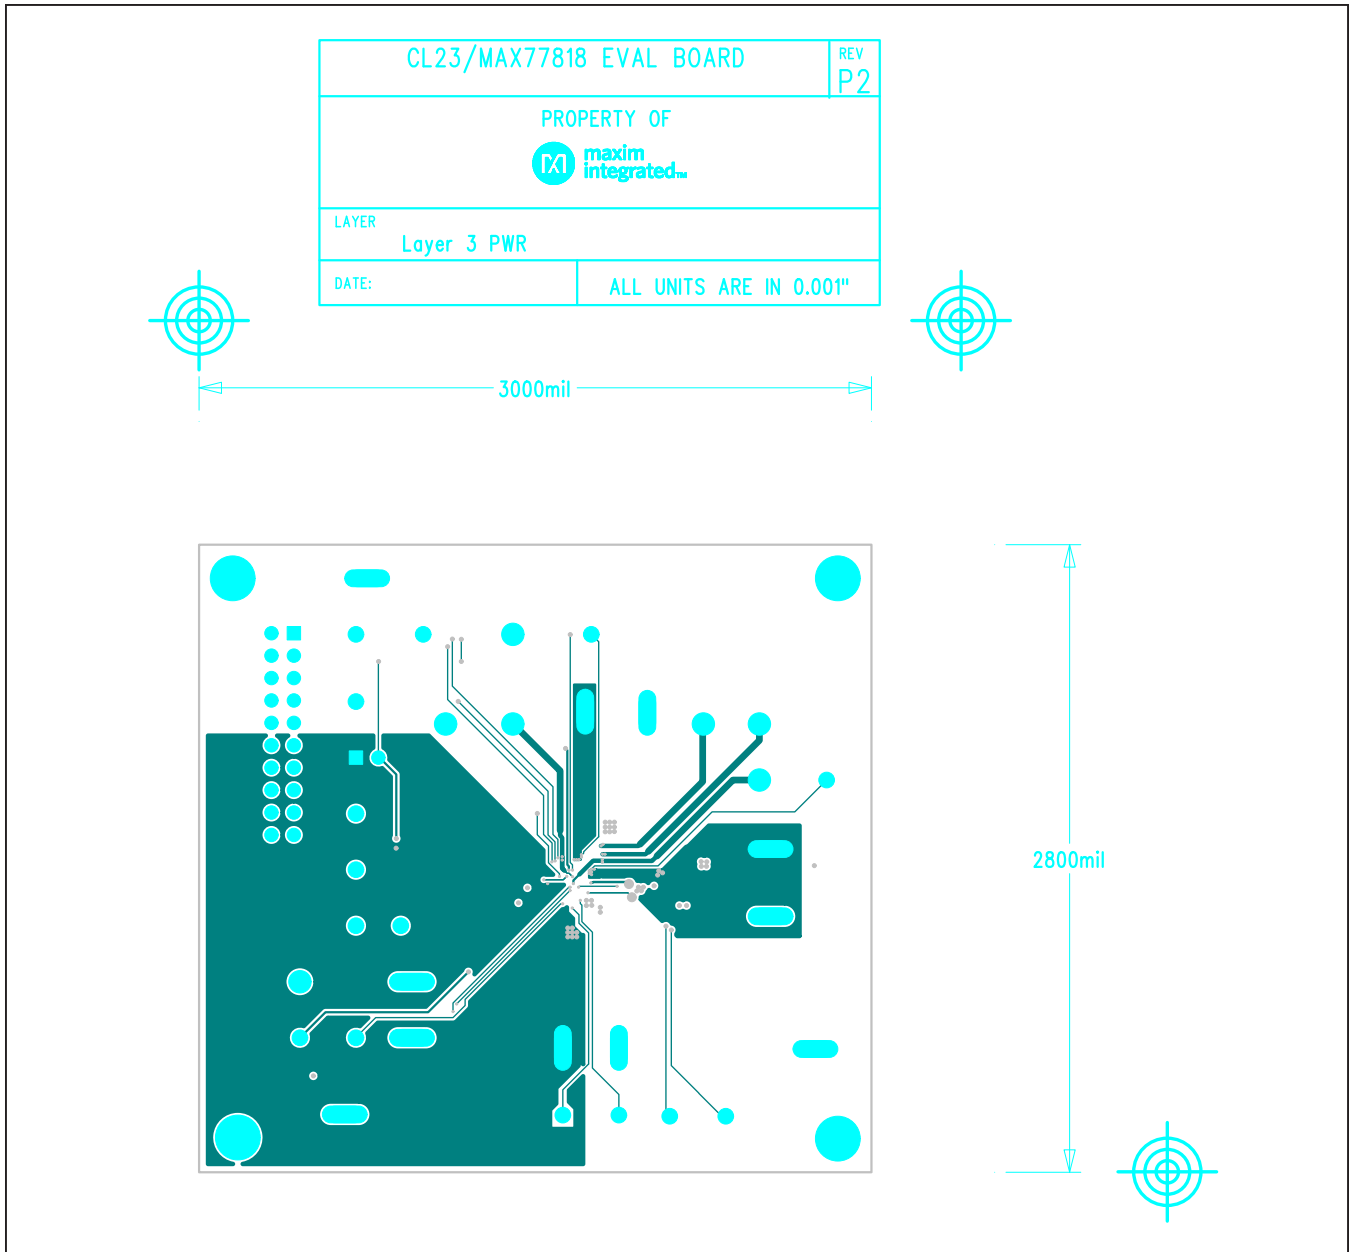 CL23/MAX77818 EVAL BOARD
REV
P2
PROPERTY OF
maxim
integrated™
LAYER
Layer 3 PWR
DATE:
ALL UNITS ARE IN 0.001"
3000mil
2800mil